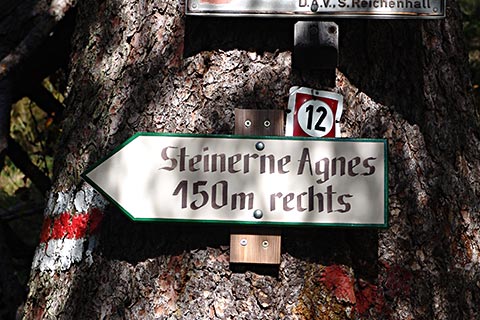 D.A.V.S. Reichenhall
12
Steinerne Agnes
150m rechts